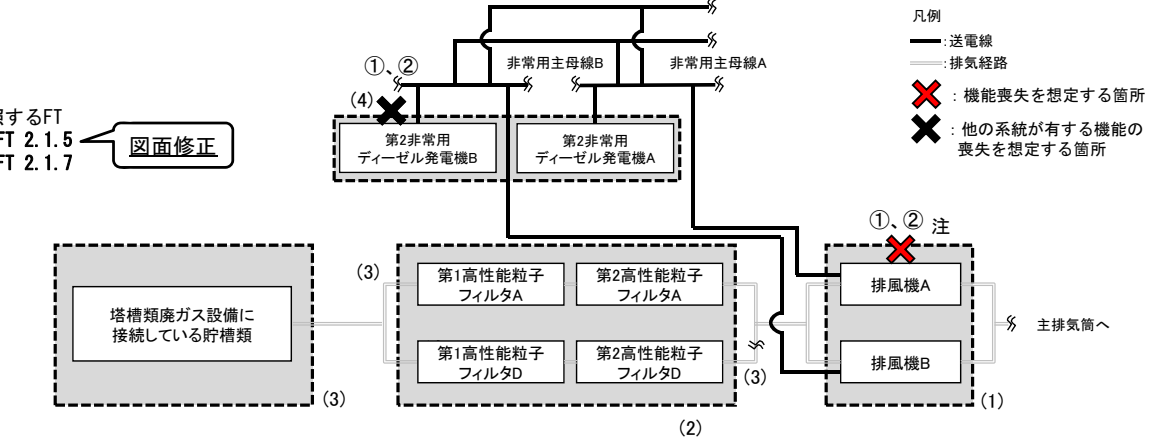 凡例
:送電線
:排気経路
:機能喪失を想定する箇所
:他の系統が有する機能の
喪失を想定する箇所
①、②
非常用主母線B
非常用主母線A
(4)
第2非常用
ディーゼル発電機B
第2非常用
ディーゼル発電機A
するFT
FT 2.1.5
FT 2.1.7
図面修正
①、② 注
(3)
塔槽類廃ガス設備に
接続している貯槽類
(3)
第1高性能粒子
フィルタA
第2高性能粒子
フィルタA
第1高性能粒子
フィルタD
第2高性能粒子
フィルタD
(3)
(2)
排風機A
排風機B
(1)
主排気筒へ